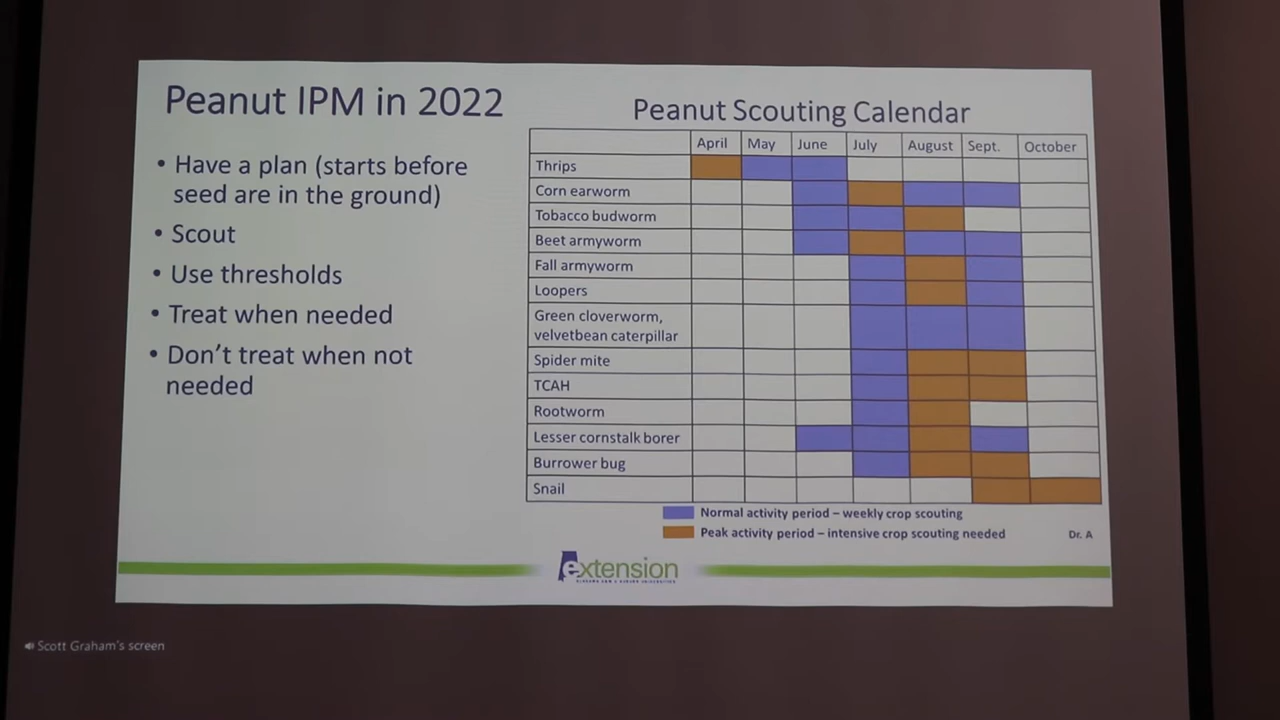 Peanut IPM in 2022
• Have a plan (starts before
seed are in the ground)
• Scout
• Use thresholds
• Treat when needed
• Don't treat when not
needed
Peanut Scouting Calendar
April May June July August Sept. October
Thrips
Corn earworm
Tobacco budworm
Beet armyworm
Fall armyworm
Loopers
Green cloverworm,
velvetbean caterpillar
Spider mite
TCAH
Rootworm
Lesser cornstalk borer
Burrower bug
Snail
Normal activity period – weekly crop scouting
Peak activity period – intensive crop scouting needed
Dr. A
extension
Scott Graham's screen